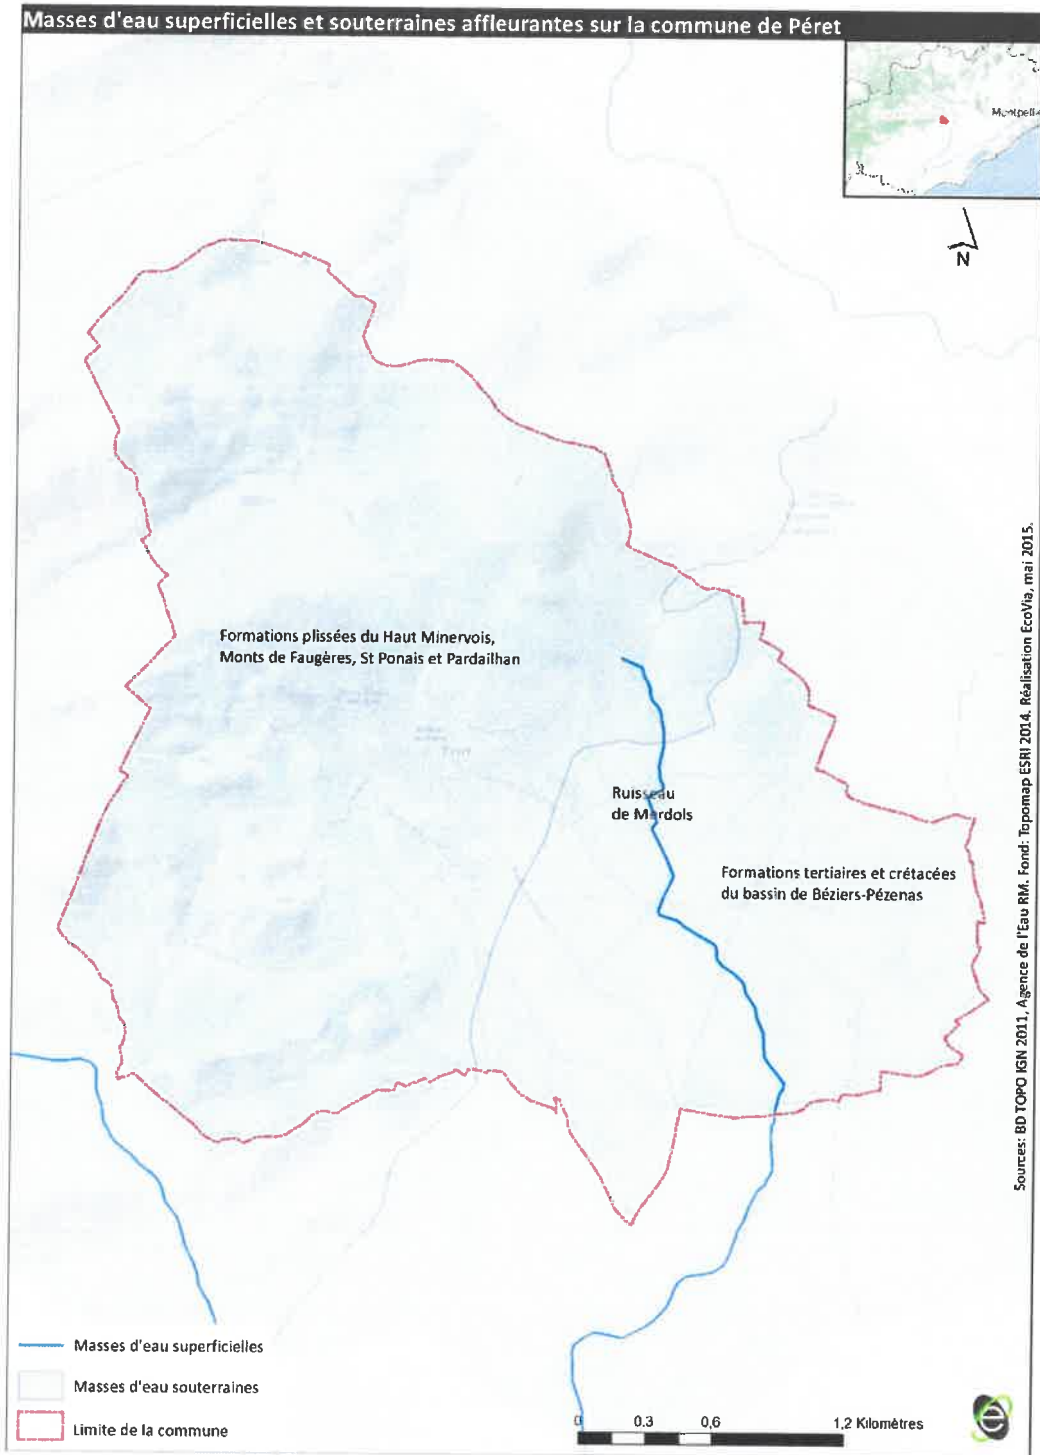 Masses d'eau superficielles et souterraines affleurantes sur la commune de Péret
Montpellier
N
Formations plissées du Haut Minervois,
Monts de Faugères, St Ponais et Pardailhan
Péret
Ruisseau
de Merdols
Formations tertiaires et crétacées
du bassin de Béziers-Pézenas
Sources: BD TOPO IGN 2011, Agence de l'Eau RM. Fond: Topomap ESRI 2014. Réalisation EcoVia, mai 2015.
Masses d'eau superficielles
Masses d'eau souterraines
Limite de la commune
0 0.3 0,6 1,2 Kilomètres
e